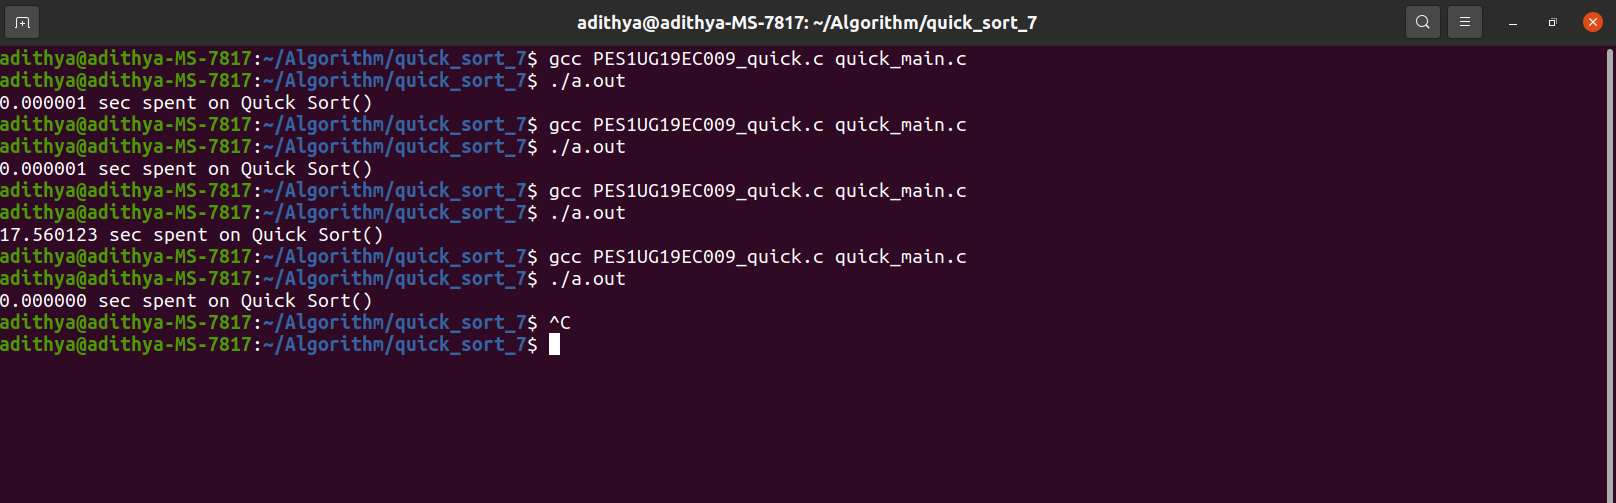 adithya@adithya-MS-7817: ~/Algorithm/quick_sort_7
adithya@adithya-MS-7817:~/Algorithm/quick_sort_7$ gcc PES1UG19EC009_quick.c quick_main.c
adithya@adithya-MS-7817:~/Algorithm/quick_sort_7$ ./a.out
0.000001 sec spent on Quick Sort()
adithya@adithya-MS-7817:~/Algorithm/quick_sort_7$ gcc PES1UG19EC009_quick.c quick_main.c
adithya@adithya-MS-7817:~/Algorithm/quick_sort_7$ ./a.out
0.000001 sec spent on Quick Sort()
adithya@adithya-MS-7817:~/Algorithm/quick_sort_7$ gcc PES1UG19EC009_quick.c quick_main.c
adithya@adithya-MS-7817:~/Algorithm/quick_sort_7$ ./a.out
17.560123 sec spent on Quick Sort()
adithya@adithya-MS-7817:~/Algorithm/quick_sort_7$ gcc PES1UG19EC009_quick.c quick_main.c
adithya@adithya-MS-7817:~/Algorithm/quick_sort_7$ ./a.out
0.000000 sec spent on Quick Sort()
adithya@adithya-MS-7817:~/Algorithm/quick_sort_7$ ^C
adithya@adithya-MS-7817:~/Algorithm/quick_sort_7$